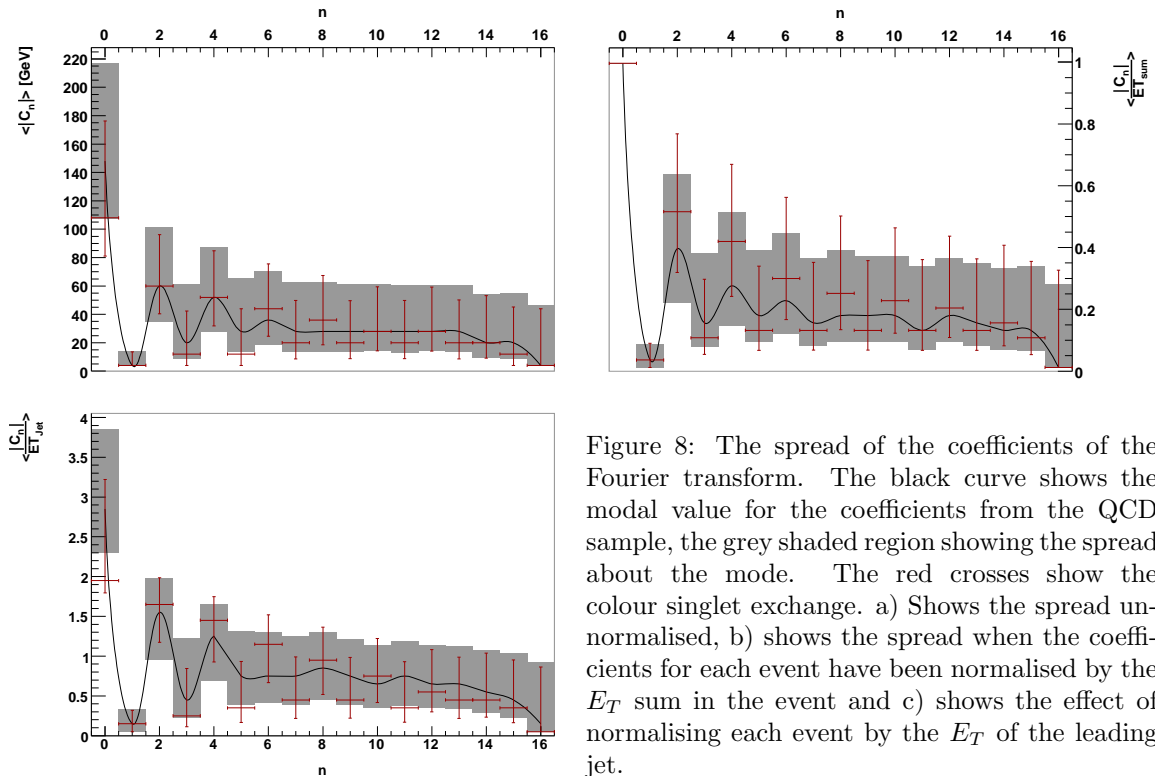 n
0 2 4 6 8 10 12 14 16
<|C_n|> [GeV]
220
200
180
160
140
120
100
80
60
40
20
0
n
0 2 4 6 8 10 12 14 16
<|C_n|/ET_sum>
1
0.8
0.6
0.4
0.2
0
<|C_n|/ET_Jet>
4
3.5
3
2.5
2
1.5
1
0.5
0
0 2 4 6 8 10 12 14 16
n
Figure 8: The spread of the coefficients of the
Fourier transform. The black curve shows the
modal value for the coefficients from the QCD
sample, the grey shaded region showing the spread
about the mode. The red crosses show the
colour singlet exchange. a) Shows the spread un-
normalised, b) shows the spread when the coeffi-
cients for each event have been normalised by the
E_T sum in the event and c) shows the effect of
normalising each event by the E_T of the leading
jet.